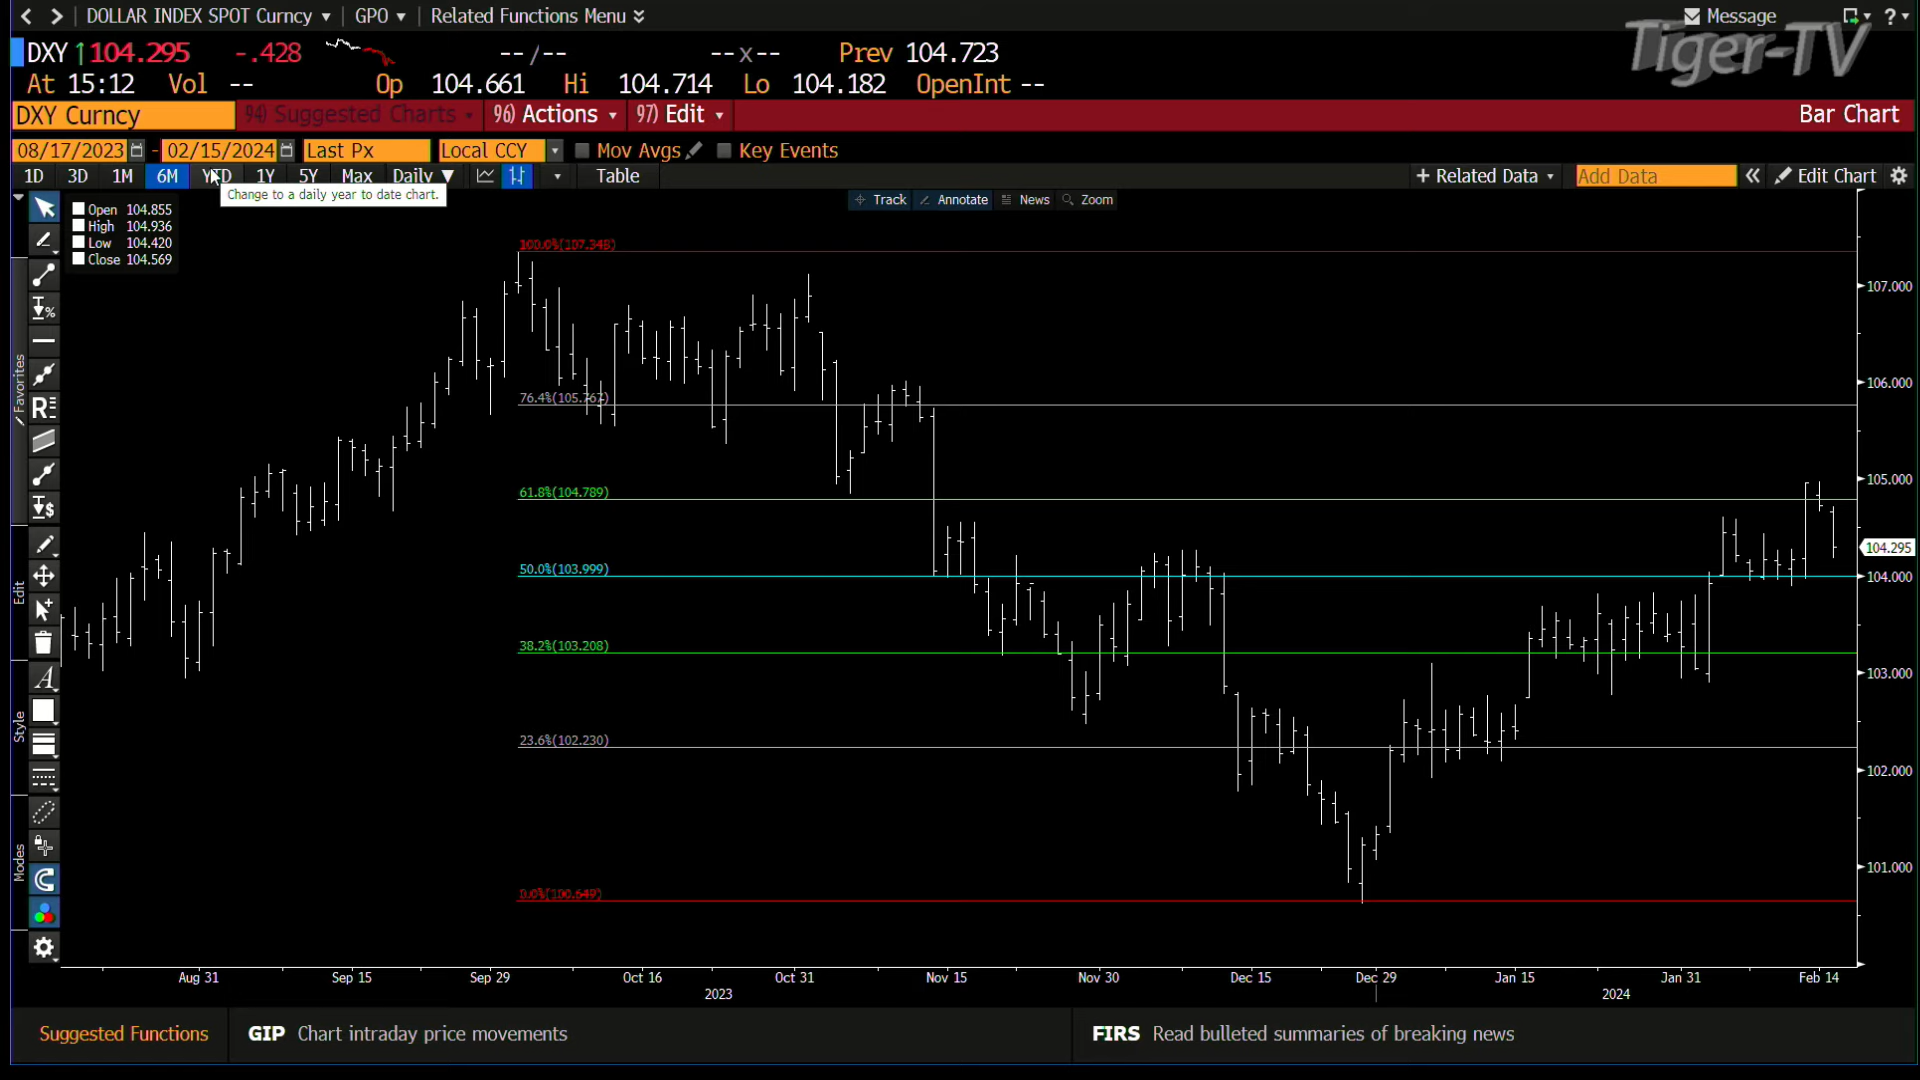 DOLLAR INDEX SPOT Curncy GPO Related Functions Menu Message ?
Tiger-TV
DXY ↑104.295 -.428 --/-- --x-- Prev 104.723
At 15:12 Vol -- Op 104.661 Hi 104.714 Lo 104.182 OpenInt --
DXY Curncy 94) Suggested Charts 96) Actions 97) Edit Bar Chart
08/17/2023 - 02/15/2024 Last Px Local CCY Mov Avgs Key Events
1D 3D 1M 6M YTD 1Y 5Y Max Daily ▼ Table + Related Data Add Data « Edit Chart
Change to a daily year to date chart.
Track Annotate News Zoom
Open 104.855
High 104.936
Low 104.420
Close 104.569
100.0%(107.348)
107.000
106.000
76.4%(105.767)
105.000
61.8%(104.789)
104.295
50.0%(103.999)
104.000
38.2%(103.208)
103.000
23.6%(102.230)
102.000
101.000
0.0%(100.649)
Favorites
Edit
Style
Modes
Aug 31 Sep 15 Sep 29 Oct 16 Oct 31 Nov 15 Nov 30 Dec 15 Dec 29 Jan 15 Jan 31 Feb 14
2023 2024
Suggested Functions GIP Chart intraday price movements FIRS Read bulleted summaries of breaking news